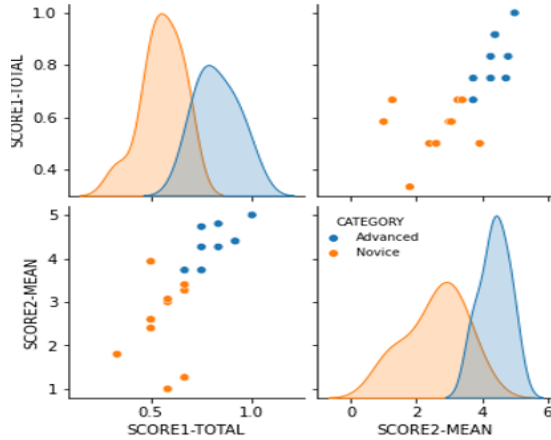 SCORE1-TOTAL
1.0
0.8
0.6
0.4
SCORE2-MEAN
5
4
3
2
1
CATEGORY
Advanced
Novice
0.5 1.0
0 2 4 6
SCORE1-TOTAL
SCORE2-MEAN